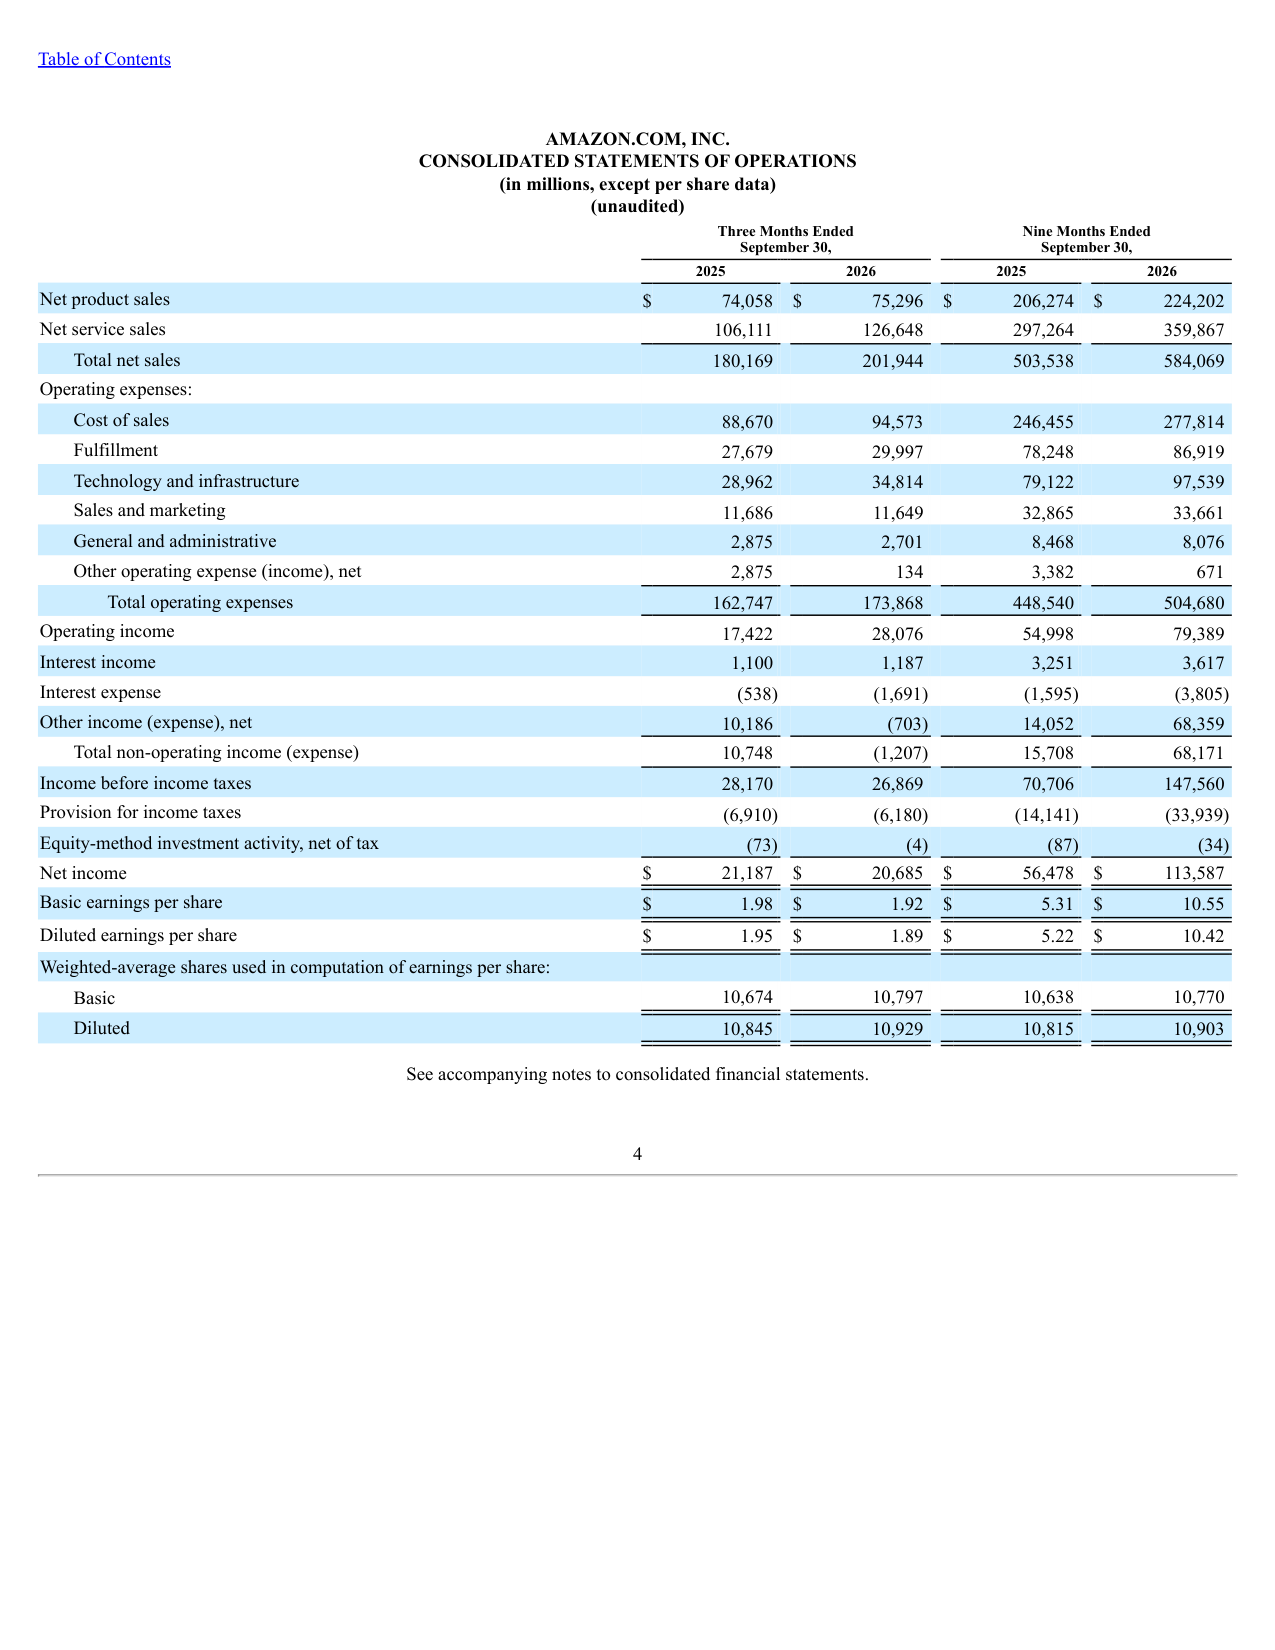 Table of Contents
AMAZON.COM, INC.
CONSOLIDATED STATEMENTS OF OPERATIONS
(in millions, except per share data)
(unaudited)
Three Months Ended September 30, Nine Months Ended September 30,
2025 2026 2025 2026
Net product sales $ 74,058 $ 75,296 $ 206,274 $ 224,202
Net service sales 106,111 126,648 297,264 359,867
Total net sales 180,169 201,944 503,538 584,069
Operating expenses:
Cost of sales 88,670 94,573 246,455 277,814
Fulfillment 27,679 29,997 78,248 86,919
Technology and infrastructure 28,962 34,814 79,122 97,539
Sales and marketing 11,686 11,649 32,865 33,661
General and administrative 2,875 2,701 8,468 8,076
Other operating expense (income), net 2,875 134 3,382 671
Total operating expenses 162,747 173,868 448,540 504,680
Operating income 17,422 28,076 54,998 79,389
Interest income 1,100 1,187 3,251 3,617
Interest expense (538) (1,691) (1,595) (3,805)
Other income (expense), net 10,186 (703) 14,052 68,359
Total non-operating income (expense) 10,748 (1,207) 15,708 68,171
Income before income taxes 28,170 26,869 70,706 147,560
Provision for income taxes (6,910) (6,180) (14,141) (33,939)
Equity-method investment activity, net of tax (73) (4) (87) (34)
Net income $ 21,187 $ 20,685 $ 56,478 $ 113,587
Basic earnings per share $ 1.98 $ 1.92 $ 5.31 $ 10.55
Diluted earnings per share $ 1.95 $ 1.89 $ 5.22 $ 10.42
Weighted-average shares used in computation of earnings per share:
Basic 10,674 10,797 10,638 10,770
Diluted 10,845 10,929 10,815 10,903
See accompanying notes to consolidated financial statements.
4